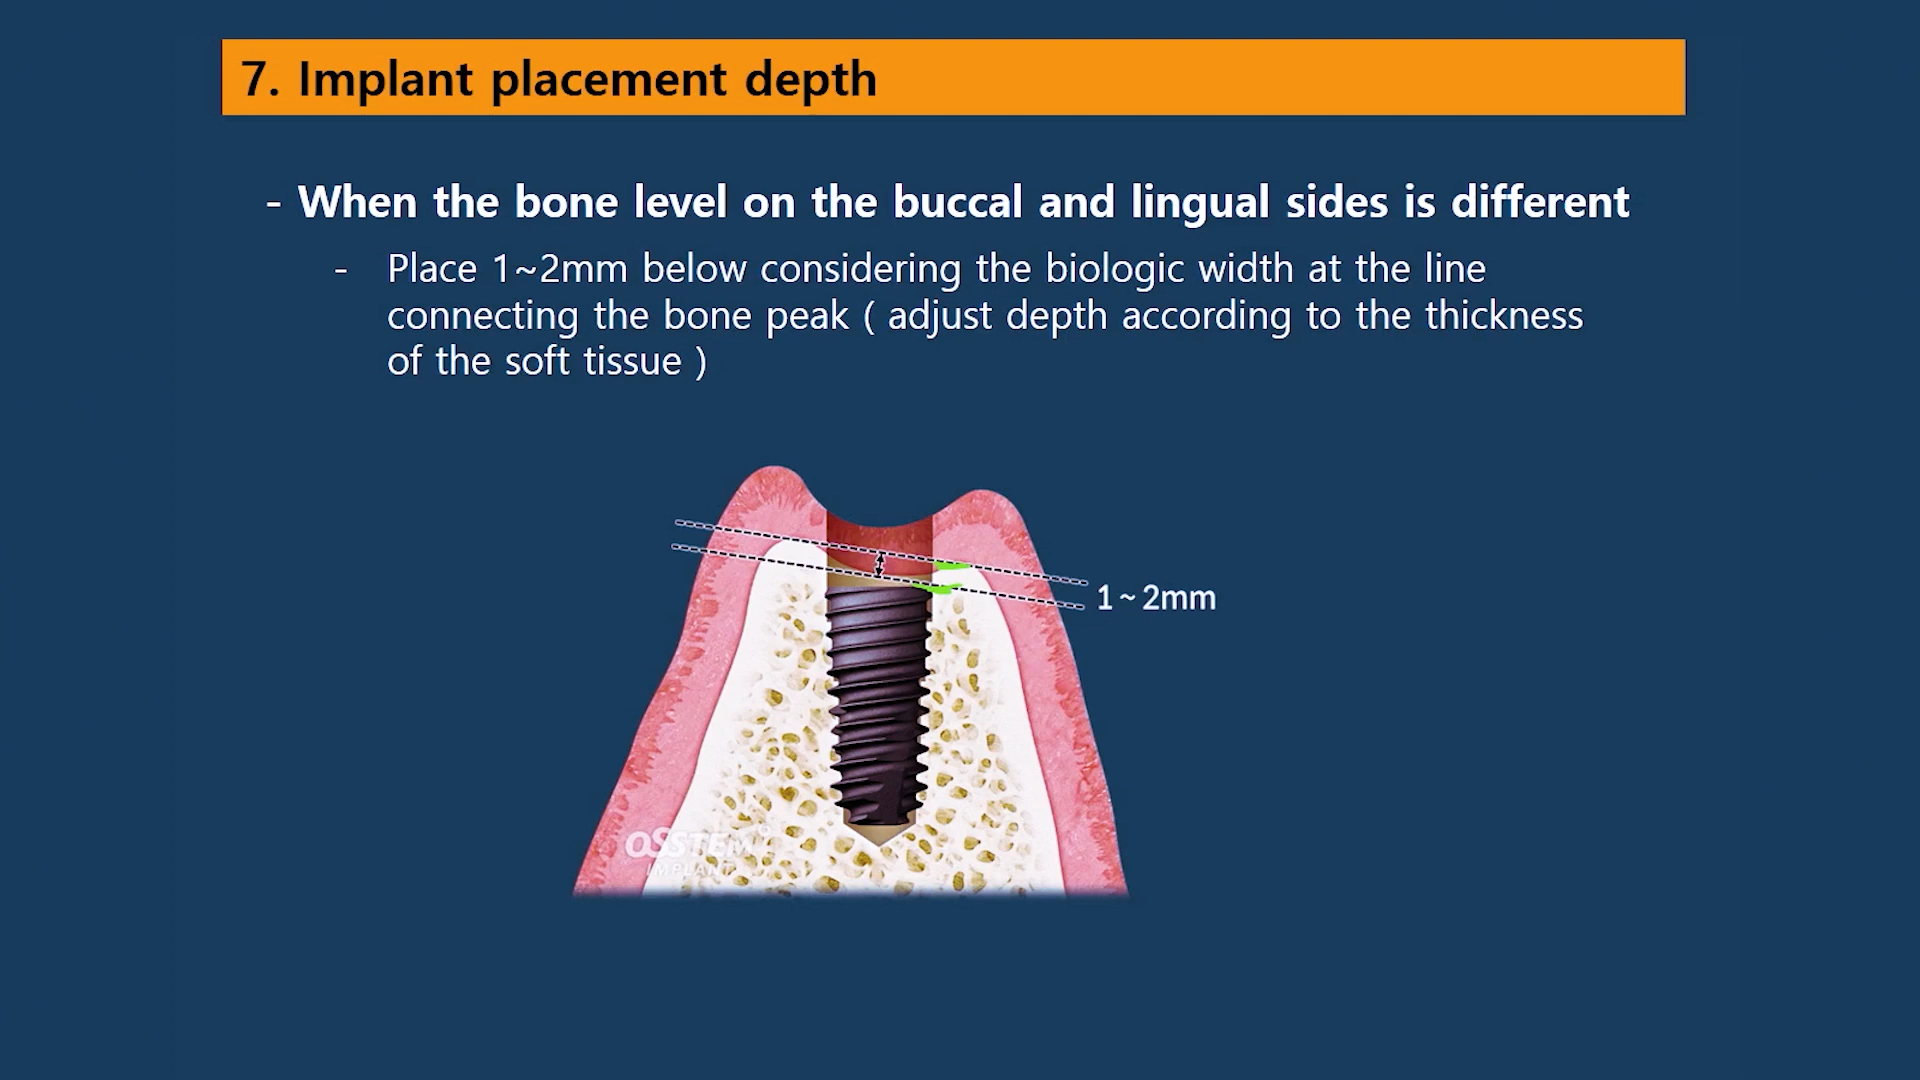 7. Implant placement depth
- When the bone level on the buccal and lingual sides is different
- Place 1~2mm below considering the biologic width at the line
connecting the bone peak ( adjust depth according to the thickness
of the soft tissue )
1~2mm
OSSTEM
IMPLANT